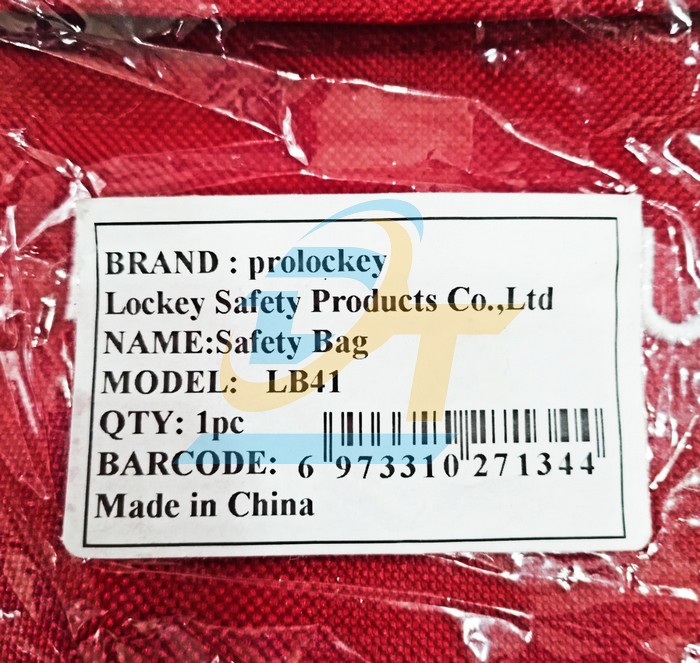 BRAND : prolockey
Lockey Safety Products Co.,Ltd
NAME:Safety Bag
MODEL: LB41
QTY: 1pc
BARCODE: 6 973310 271344
Made in China
DT